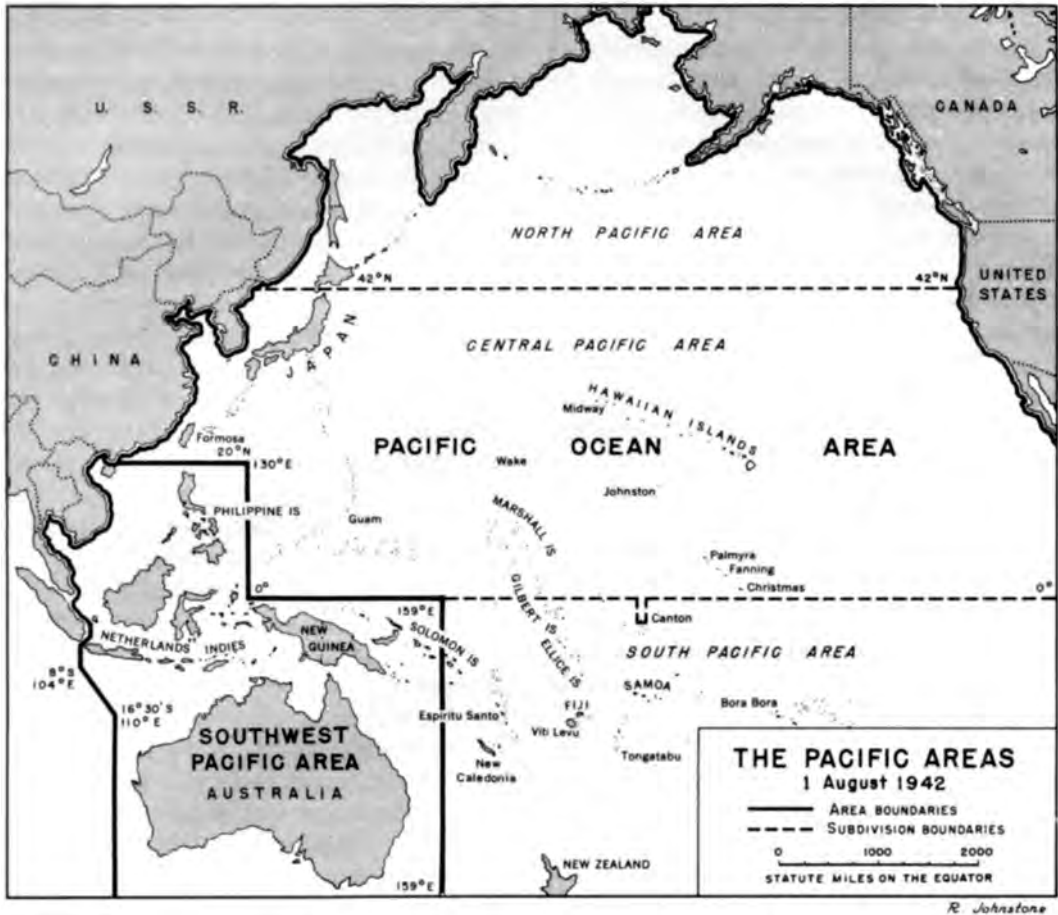 U. S. S. R.
CANADA
NORTH PACIFIC AREA
42°N
42°N
UNITED
STATES
CHINA
JAPAN
CENTRAL PACIFIC AREA
HAWAIIAN ISLANDS
Midway
Formosa
20°N
130°E
PACIFIC OCEAN AREA
Wake
Johnston
PHILIPPINE IS
Guam
MARSHALL IS
Palmyra
Fanning
Christmas
0°
0°
159°E
GILBERT IS
Canton
NETHERLANDS INDIES
NEW
GUINEA
SOLOMON IS
ELLICE IS
SOUTH PACIFIC AREA
8°S
104°E
SAMOA
16°30'S
110°E
Espiritu Santo
FIJI
Bora Bora
Viti Levu
SOUTHWEST
PACIFIC AREA
AUSTRALIA
New
Caledonia
Tongatabu
THE PACIFIC AREAS
1 August 1942
AREA BOUNDARIES
SUBDIVISION BOUNDARIES
0 1000 2000
STATUTE MILES ON THE EQUATOR
NEW ZEALAND
159°E
R. Johnstone